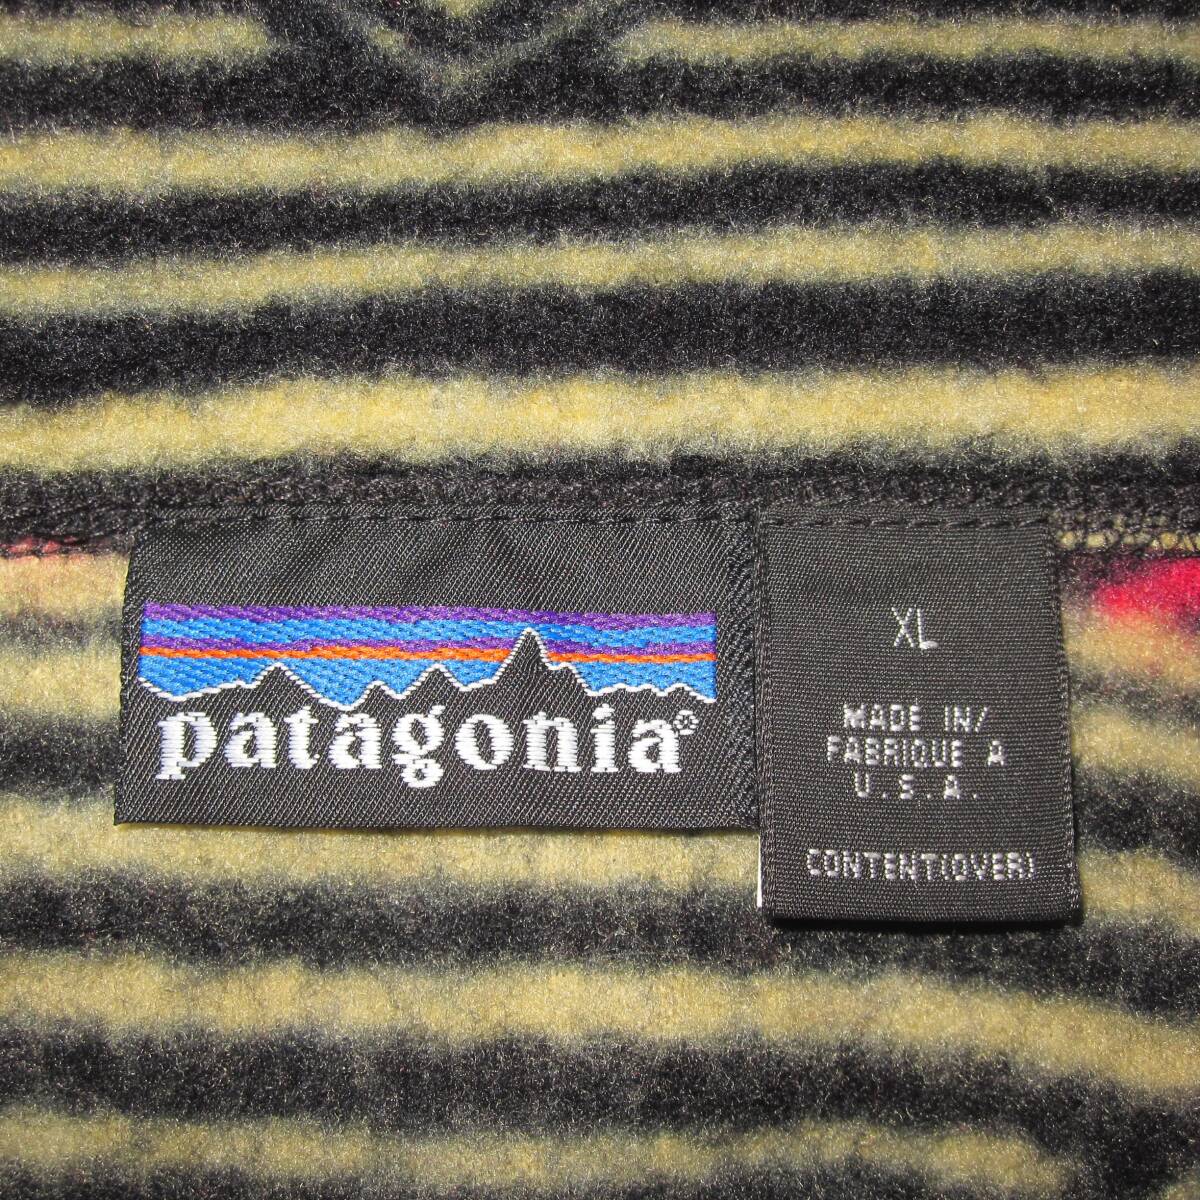 patagonia®
XL
MADE IN/
FABRIQUE A
U.S.A.
CONTENT(OVER)